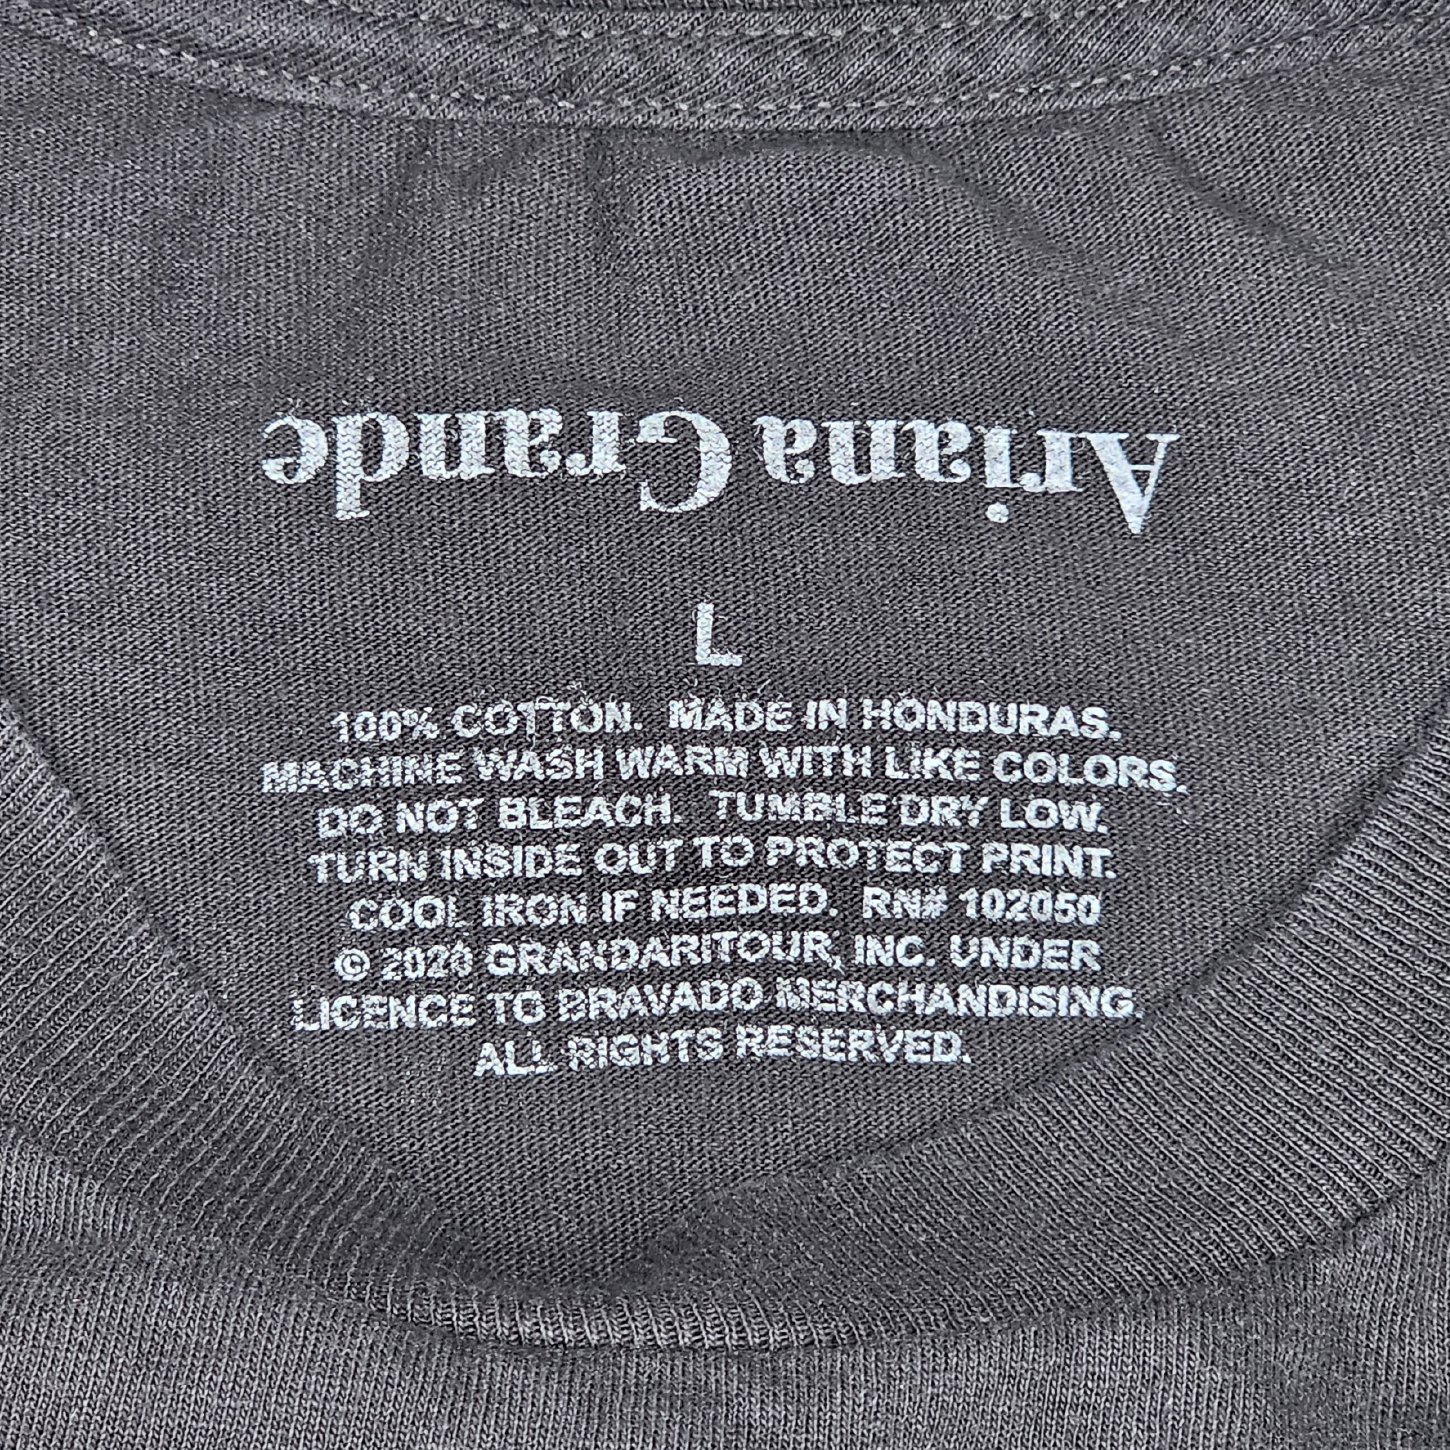 Ariana Grande
L
100% COTTON. MADE IN HONDURAS.
MACHINE WASH WARM WITH LIKE COLORS.
DO NOT BLEACH. TUMBLE DRY LOW.
TURN INSIDE OUT TO PROTECT PRINT.
COOL IRON IF NEEDED. RN# 102050
© 2020 GRANDARITOUR, INC. UNDER
LICENCE TO BRAVADO MERCHANDISING.
ALL RIGHTS RESERVED.